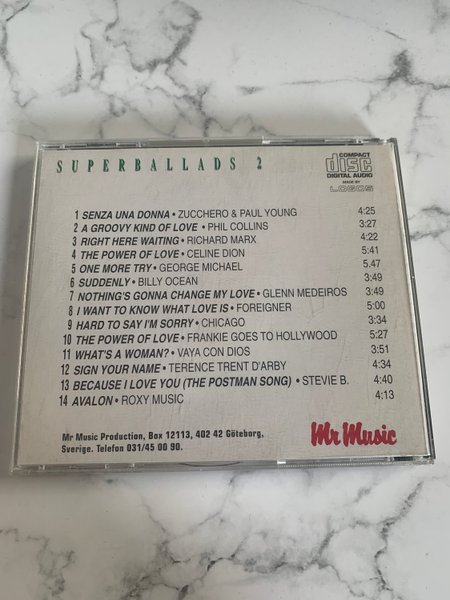 SUPERBALLADS 2
COMPACT
disc
DIGITAL AUDIO
MADE BY
LOGOS
1 SENZA UNA DONNA • ZUCCHERO & PAUL YOUNG 4:25
2 A GROOVY KIND OF LOVE • PHIL COLLINS 3:27
3 RIGHT HERE WAITING • RICHARD MARX 4:22
4 THE POWER OF LOVE • CELINE DION 5:41
5 ONE MORE TRY • GEORGE MICHAEL 5.47
6 SUDDENLY • BILLY OCEAN 3:49
7 NOTHING'S GONNA CHANGE MY LOVE • GLENN MEDEIROS 3:49
8 I WANT TO KNOW WHAT LOVE IS • FOREIGNER 5:00
9 HARD TO SAY I'M SORRY • CHICAGO 3:34
10 THE POWER OF LOVE • FRANKIE GOES TO HOLLYWOOD 5:27
11 WHAT'S A WOMAN? • VAYA CON DIOS 3:51
12 SIGN YOUR NAME • TERENCE TRENT D'ARBY 4:34
13 BECAUSE I LOVE YOU (THE POSTMAN SONG) • STEVIE B. 4:40
14 AVALON • ROXY MUSIC 4:13
Mr Music Production, Box 12113, 402 42 Göteborg,
Sverige. Telefon 031/45 00 90.
Mr Music